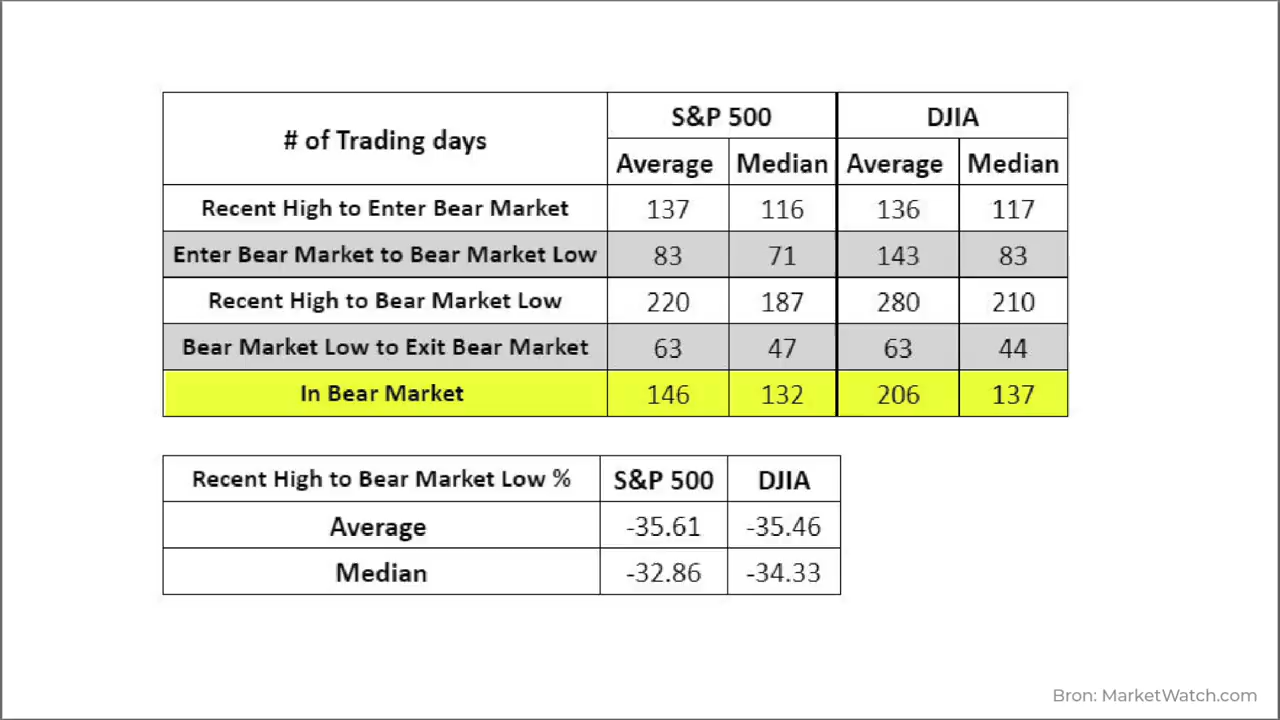 # of Trading days S&P 500 DJIA
Average Median Average Median
Recent High to Enter Bear Market 137 116 136 117
Enter Bear Market to Bear Market Low 83 71 143 83
Recent High to Bear Market Low 220 187 280 210
Bear Market Low to Exit Bear Market 63 47 63 44
In Bear Market 146 132 206 137
Recent High to Bear Market Low % S&P 500 DJIA
Average -35.61 -35.46
Median -32.86 -34.33
Bron: MarketWatch.com